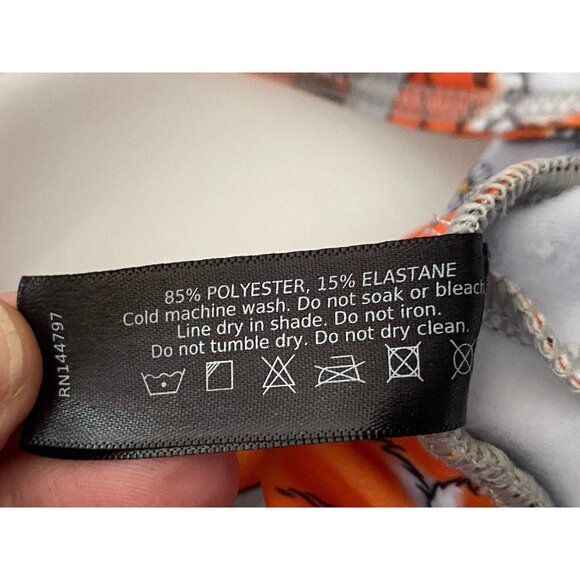 85% POLYESTER, 15% ELASTANE
Cold machine wash. Do not soak or bleach
Line dry in shade. Do not iron.
Do not tumble dry. Do not dry clean.
RN144797